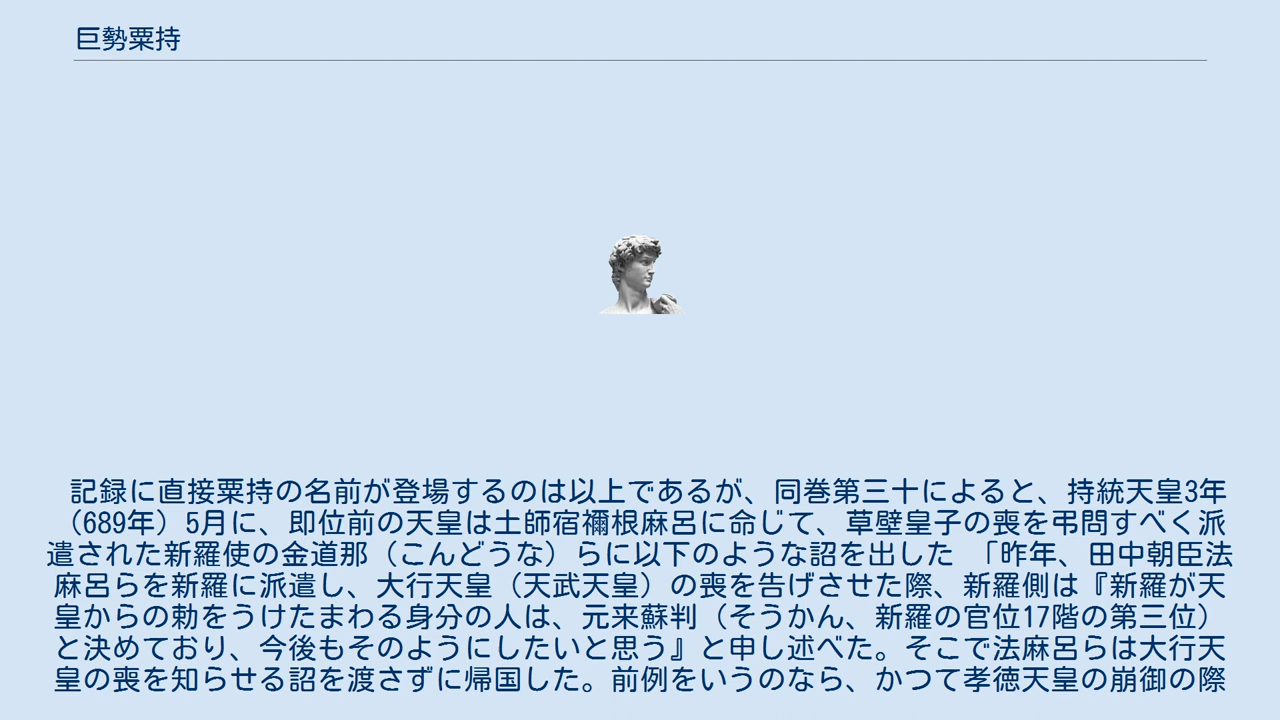 巨勢粟持
記録に直接粟持の名前が登場するのは以上であるが、同巻第三十によると、持統天皇3年
（689年）5月に、即位前の天皇は土師宿禰根麻呂に命じて、草壁皇子の喪を弔問すべく派
遣された新羅使の金道那（こんどうな）らに以下のような詔を出した 「昨年、田中朝臣法
麻呂らを新羅に派遣し、大行天皇（天武天皇）の喪を告げさせた際、新羅側は『新羅が天
皇からの勅をうけたまわる身分の人は、元来蘇判（そうかん、新羅の官位17階の第三位）
と決めており、今後もそのようにしたいと思う』と申し述べた。そこで法麻呂らは大行天
皇の喪を知らせる詔を渡さずに帰国した。前例をいうのなら、かつて孝徳天皇の崩御の際